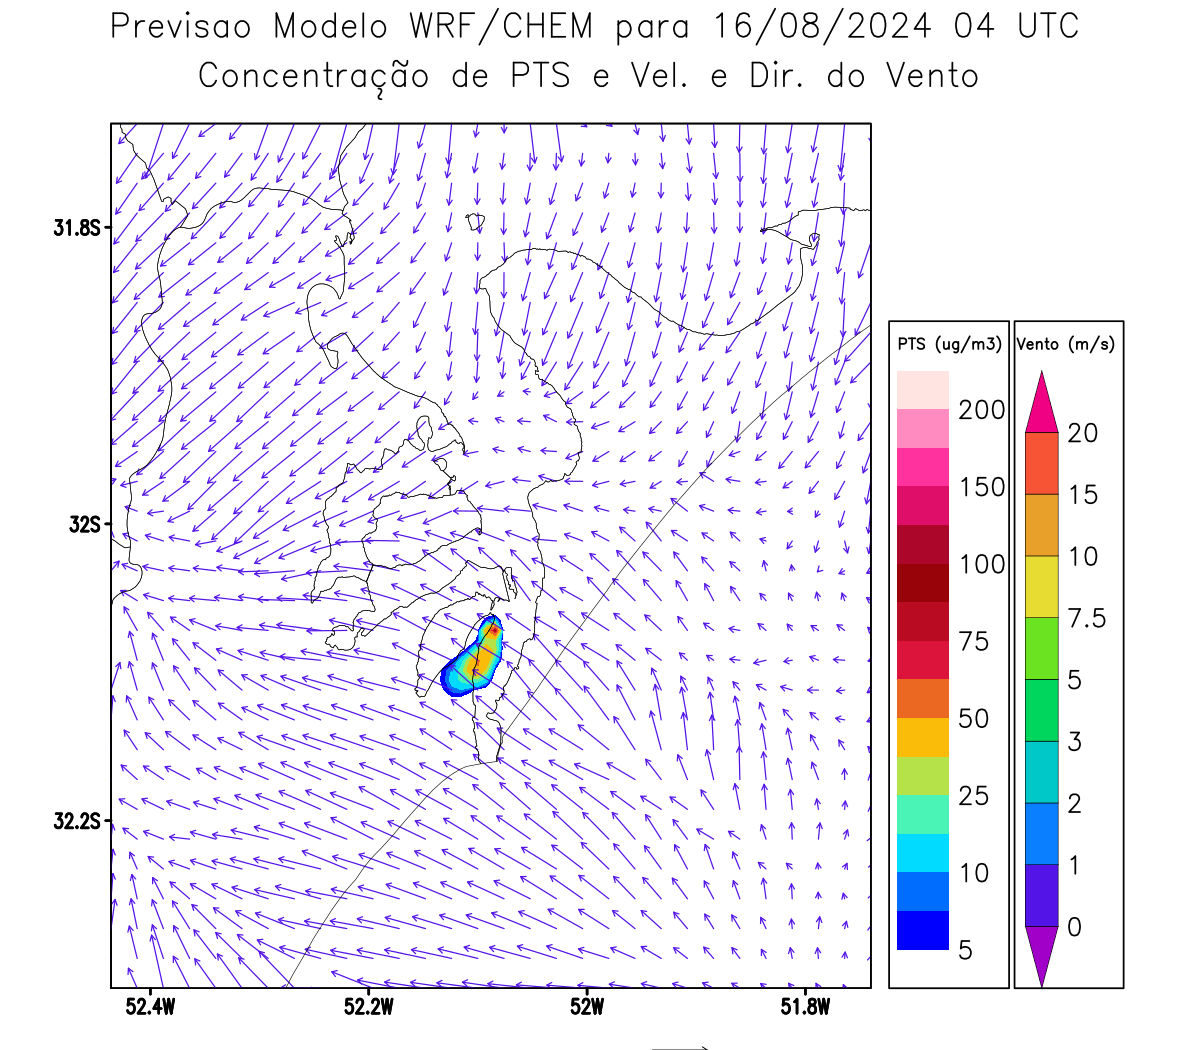 Previsao Modelo WRF/CHEM para 16/08/2024 04 UTC
Concentração de PTS e Vel. e Dir. do Vento
31.8S
32S
32.2S
52.4W 52.2W 52W 51.8W
PTS (ug/m3)
200
150
100
75
50
25
10
5
Vento (m/s)
20
15
10
7.5
5
3
2
1
0